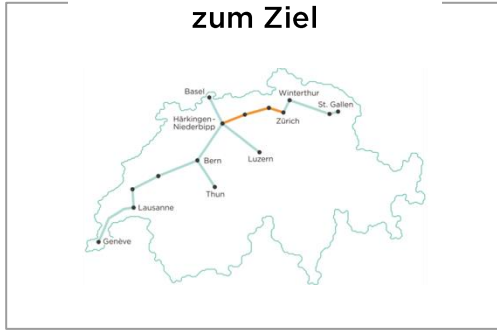 zum Ziel
Basel
Winterthur
St. Gallen
Härkingen-
Niederbipp
Zürich
Luzern
Bern
Thun
Lausanne
Genève